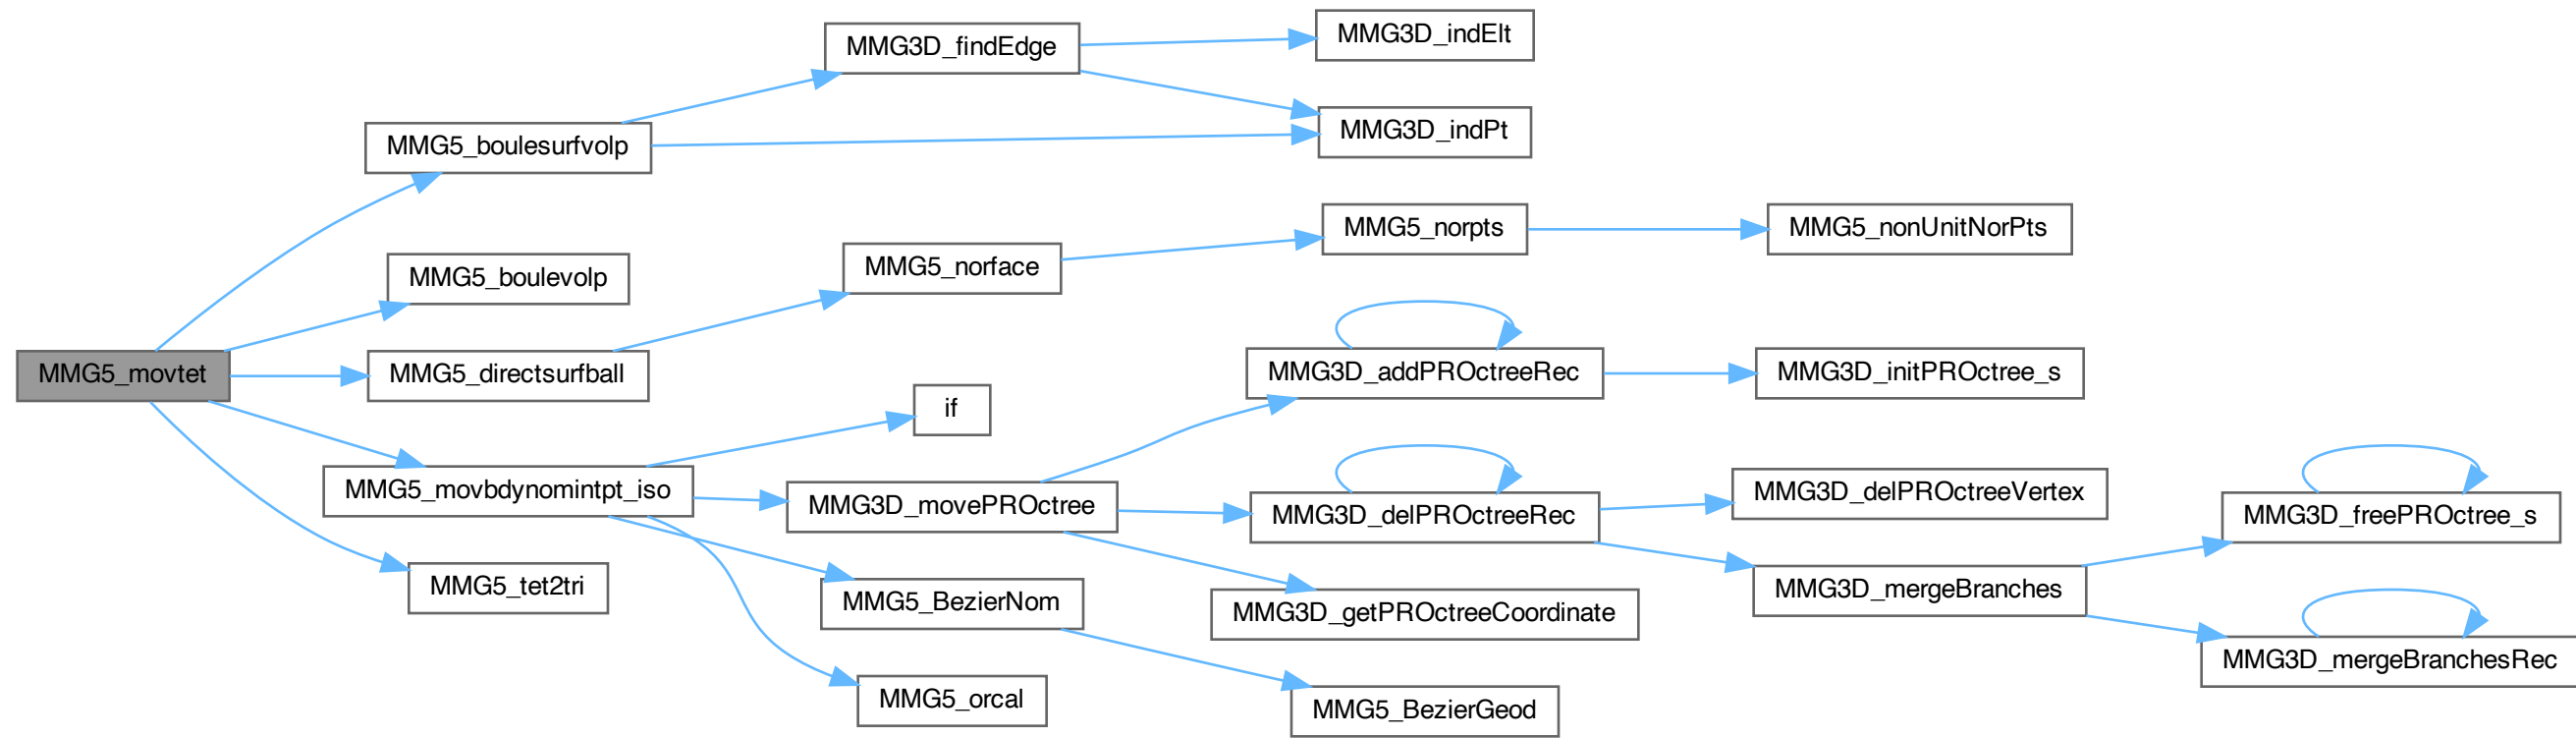 MMG3D_indElt
MMG3D_findEdge
MMG3D_indPt
MMG5_boulesurfvolp
MMG5_norpts
MMG5_nonUnitNorPts
MMG5_norface
MMG5_boulevolp
MMG5_movtet
MMG5_directsurfball
MMG3D_addPROctreeRec
MMG3D_initPROctree_s
if
MMG5_movbdynomintpt_iso
MMG3D_movePROctree
MMG3D_delPROctreeRec
MMG3D_delPROctreeVertex
MMG3D_freePROctree_s
MMG5_tet2tri
MMG5_BezierNom
MMG3D_getPROctreeCoordinate
MMG3D_mergeBranches
MMG3D_mergeBranchesRec
MMG5_orcal
MMG5_BezierGeod